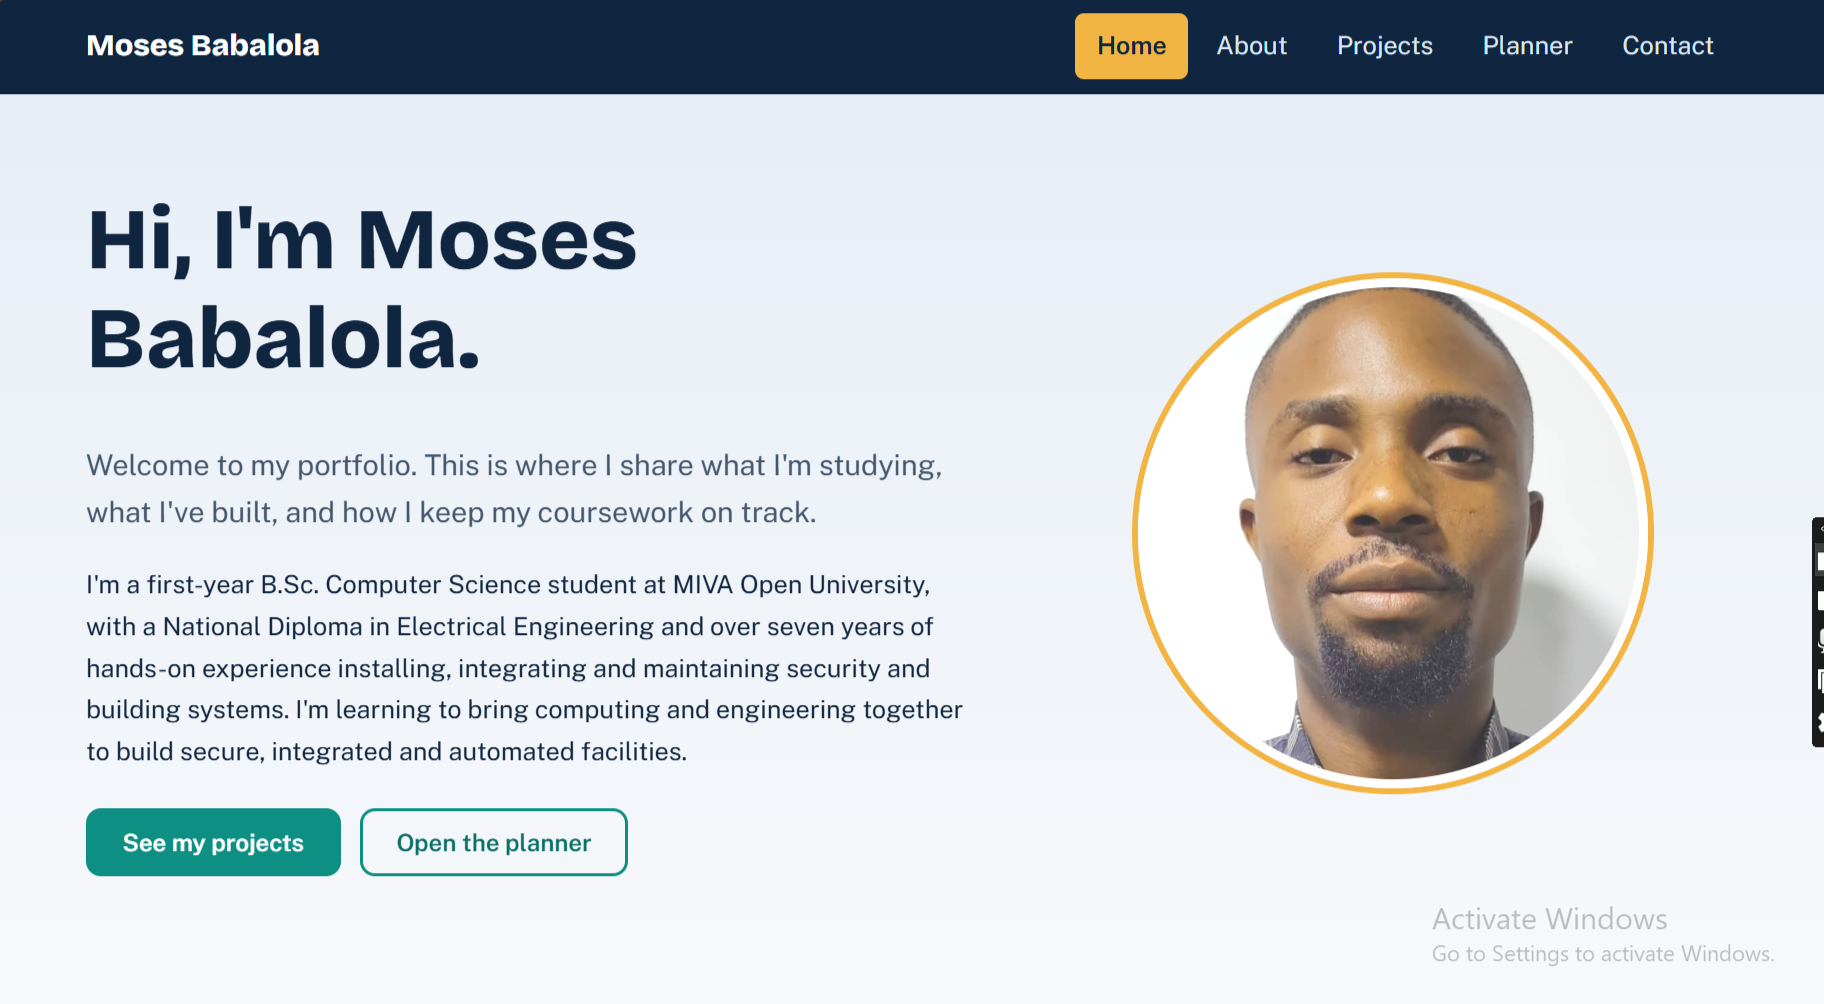 Moses Babalola
Home
About
Projects
Planner
Contact
Hi, I'm Moses
Babalola.
Welcome to my portfolio. This is where I share what I'm studying,
what I've built, and how I keep my coursework on track.
I'm a first-year B.Sc. Computer Science student at MIVA Open University,
with a National Diploma in Electrical Engineering and over seven years of
hands-on experience installing, integrating and maintaining security and
building systems. I'm learning to bring computing and engineering together
to build secure, integrated and automated facilities.
See my projects
Open the planner
Activate Windows
Go to Settings to activate Windows.